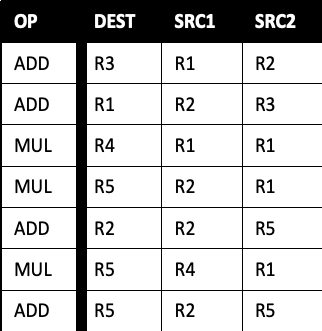 OP DEST SRC1 SRC2
ADD R3 R1 R2
ADD R1 R2 R3
MUL R4 R1 R1
MUL R5 R2 R1
ADD R2 R2 R5
MUL R5 R4 R1
ADD R5 R2 R5